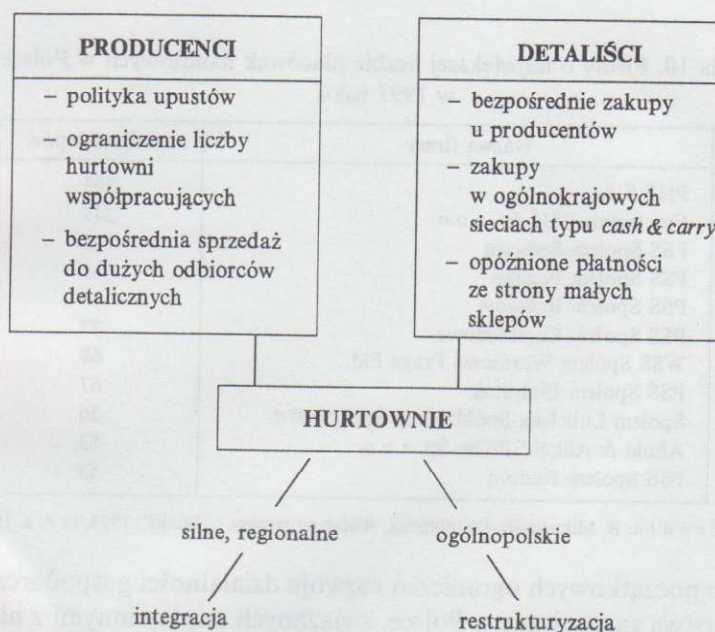 PRODUCENCI
– polityka upustów
– ograniczenie liczby
hurtowni
współpracujących
– bezpośrednia sprzedaż
do dużych odbiorców
detalicznych
DETALIŚCI
– bezpośrednie zakupy
u producentów
– zakupy
w ogólnokrajowych
sieciach typu cash & carry
– opóźnione płatności
ze strony małych
sklepów
HURTOWNIE
silne, regionalne
ogólnopolskie
integracja
restrukturyzacja